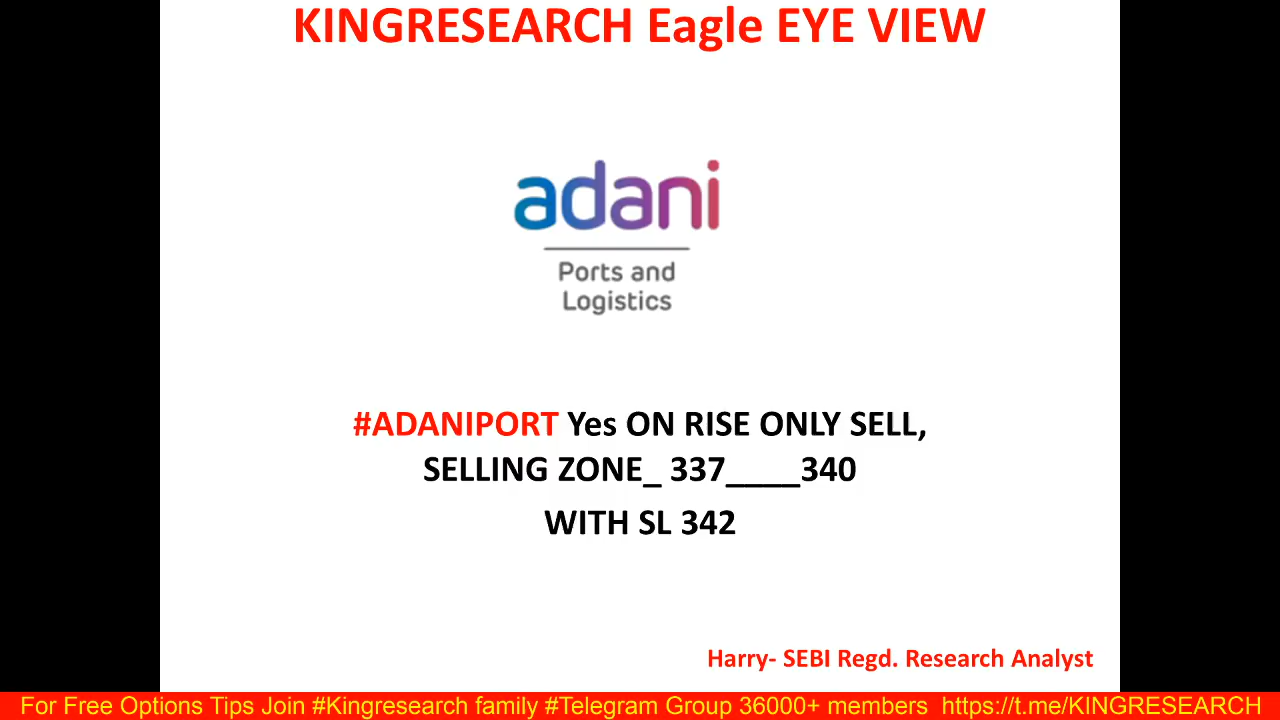 KINGRESEARCH Eagle EYE VIEW
adani
Ports and
Logistics
#ADANIPORT Yes ON RISE ONLY SELL,
SELLING ZONE_ 337____340
WITH SL 342
Harry- SEBI Regd. Research Analyst
For Free Options Tips Join #Kingresearch family #Telegram Group 36000+ members https://t.me/KINGRESEARCH